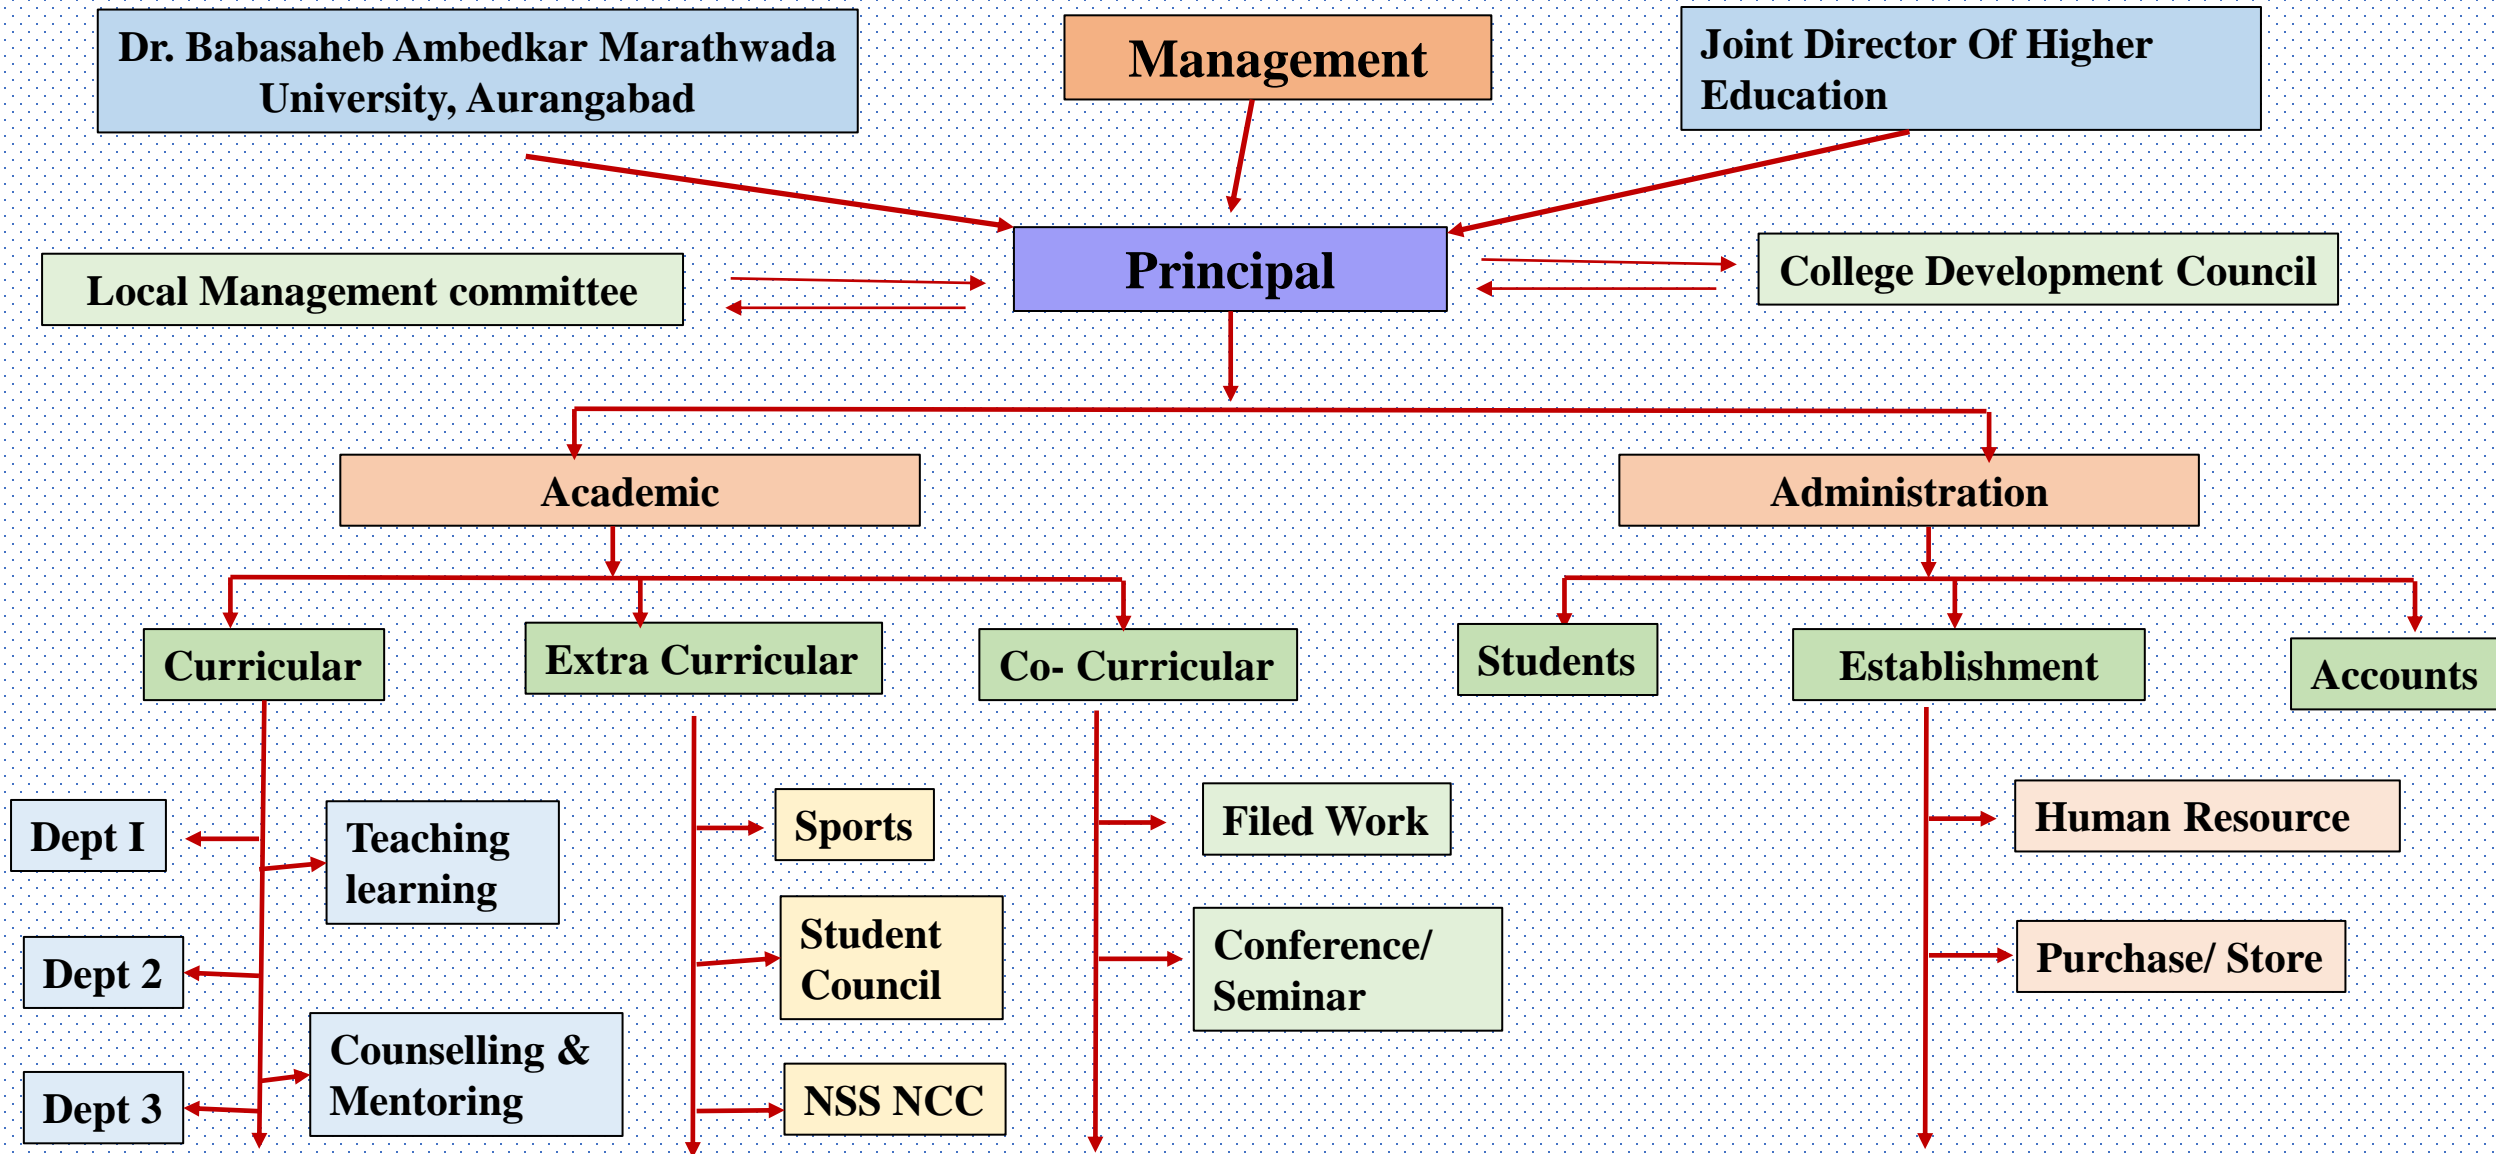 Dr. Babasaheb Ambedkar Marathwada
University, Aurangabad
Management
Joint Director Of Higher
Education
Local Management committee
Principal
College Development Council
Academic
Administration
Curricular
Extra Curricular
Co- Curricular
Students
Establishment
Accounts
Dept I
Teaching
learning
Sports
Filed Work
Human Resource
Dept 2
Student
Council
Conference/
Seminar
Purchase/ Store
Counselling &
Mentoring
Dept 3
NSS NCC